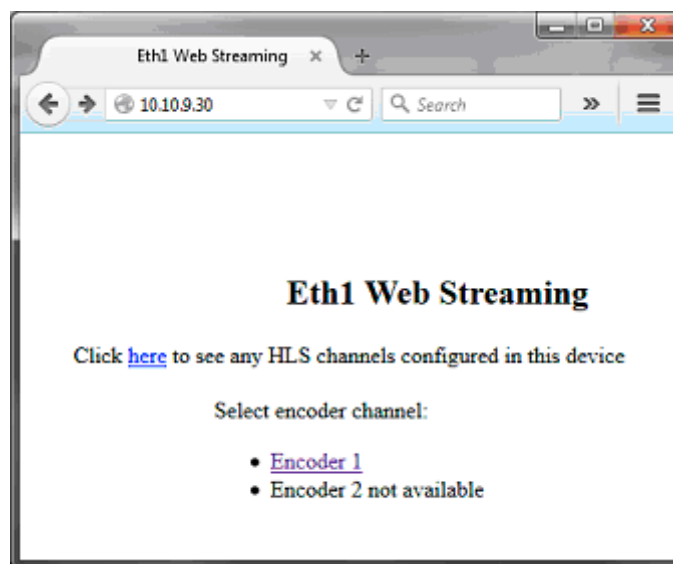 Eth1 Web Streaming
10.10.9.30
Search
Eth1 Web Streaming
Click here to see any HLS channels configured in this device
Select encoder channel:
• Encoder 1
• Encoder 2 not available